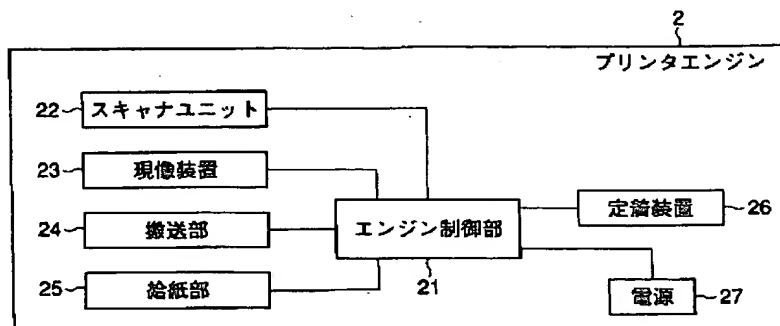 2
プリンタエンジン
22 スキャナユニット
23 現像装置
24 搬送部
25 給紙部
エンジン制御部
21
定着装置 26
電源 27